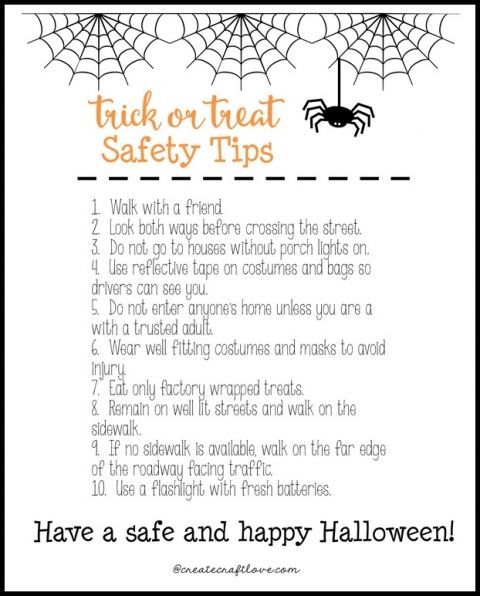 trick or treat
Safety Tips
1. Walk with a friend.
2. Look both ways before crossing the street.
3. Do not go to houses without porch lights on.
4. Use reflective tape on costumes and bags so
drivers can see you.
5. Do not enter anyone's home unless you are a
with a trusted adult.
6. Wear well fitting costumes and masks to avoid
injury.
7. Eat only factory wrapped treats.
8. Remain on well lit streets and walk on the
sidewalk.
9. If no sidewalk is available, walk on the far edge
of the roadway facing traffic.
10. Use a flashlight with fresh batteries.
Have a safe and happy Halloween!
@createcraftlove.com